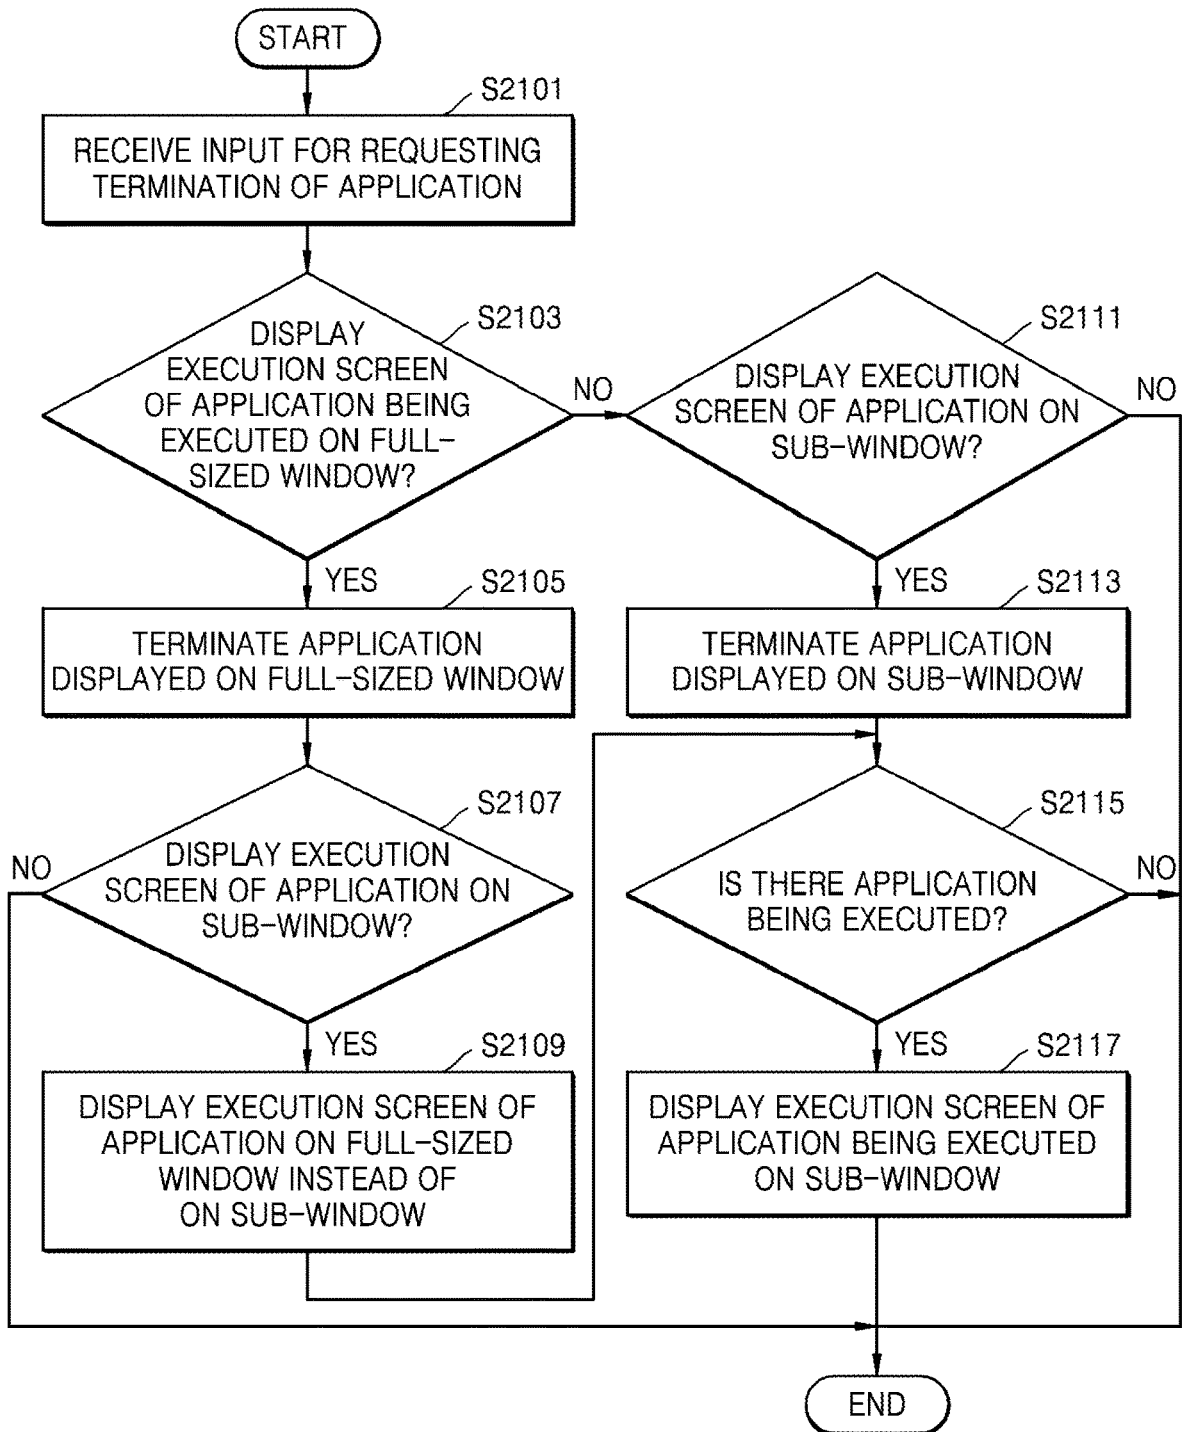 START
S2101
RECEIVE INPUT FOR REQUESTING
TERMINATION OF APPLICATION
S2103
DISPLAY
EXECUTION SCREEN
OF APPLICATION BEING
EXECUTED ON FULL-
SIZED WINDOW?
NO
YES
S2111
DISPLAY EXECUTION
SCREEN OF APPLICATION ON
SUB-WINDOW?
NO
YES
S2105
TERMINATE APPLICATION
DISPLAYED ON FULL-SIZED WINDOW
S2113
TERMINATE APPLICATION
DISPLAYED ON SUB-WINDOW
S2107
DISPLAY EXECUTION
SCREEN OF APPLICATION ON
SUB-WINDOW?
NO
YES
S2115
IS THERE APPLICATION
BEING EXECUTED?
NO
YES
S2109
DISPLAY EXECUTION SCREEN OF
APPLICATION ON FULL-SIZED
WINDOW INSTEAD OF
ON SUB-WINDOW
S2117
DISPLAY EXECUTION SCREEN OF
APPLICATION BEING EXECUTED
ON SUB-WINDOW
END